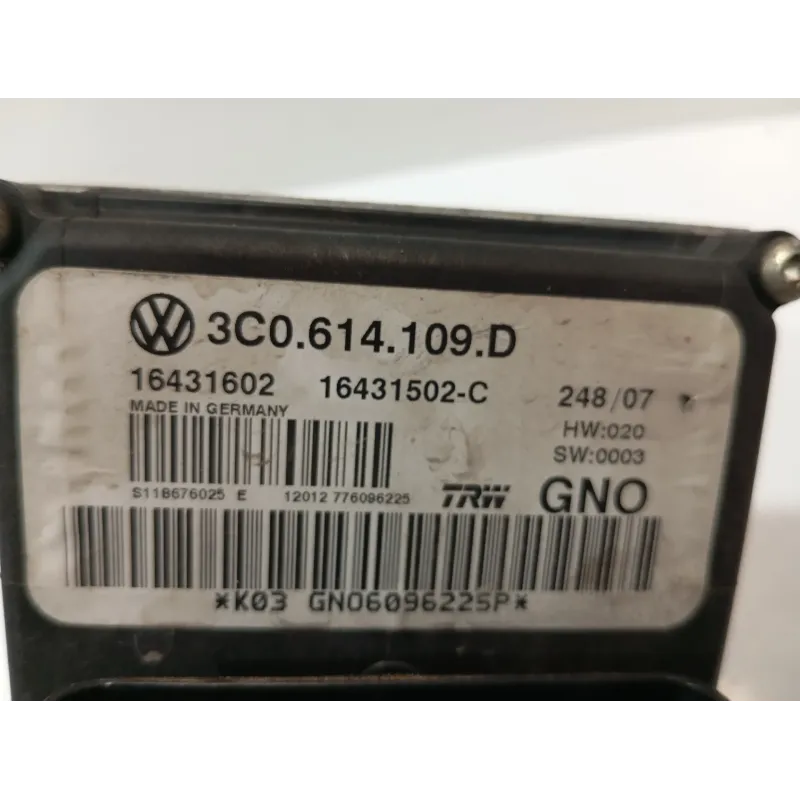 3C0.614.109.D
16431602 16431502-C 248/07
MADE IN GERMANY HW:020
SW:0003
S118676025 E 12012 776096225 TRW GNO
*K03 GNO6096225P*